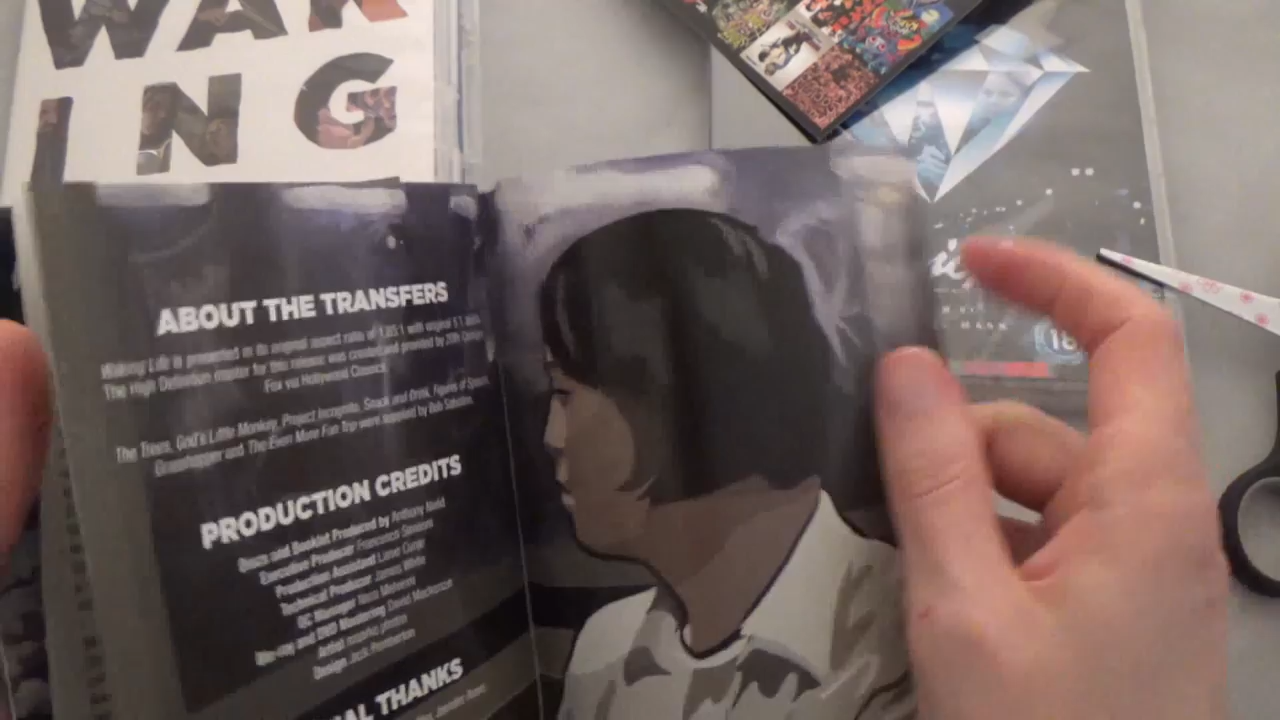 WAK
ING
ABOUT THE TRANSFERS
Waking Life is presented in its original aspect ratio of 1.85:1 with original 5.1 audio.
The High Definition master for this release was created and provided by 20th Century
Fox via Hollywood Classics.
The Trees, God's Little Monkey, Project Incognito, Snack and Drink, Figures of Speech,
Grasshopper and The Even More Fun Trip were supplied by Bob Sabiston.
PRODUCTION CREDITS
Discs and Booklet Produced by Anthony Nield
Executive Producer Francesco Simeoni
Production Assistant Liane Cunje
Technical Producer James White
QC Manager Nora Mehenni
Blu-ray and DVD Mastering David Mackenzie
Artist
Design Jack Pemberton
THANKS
18